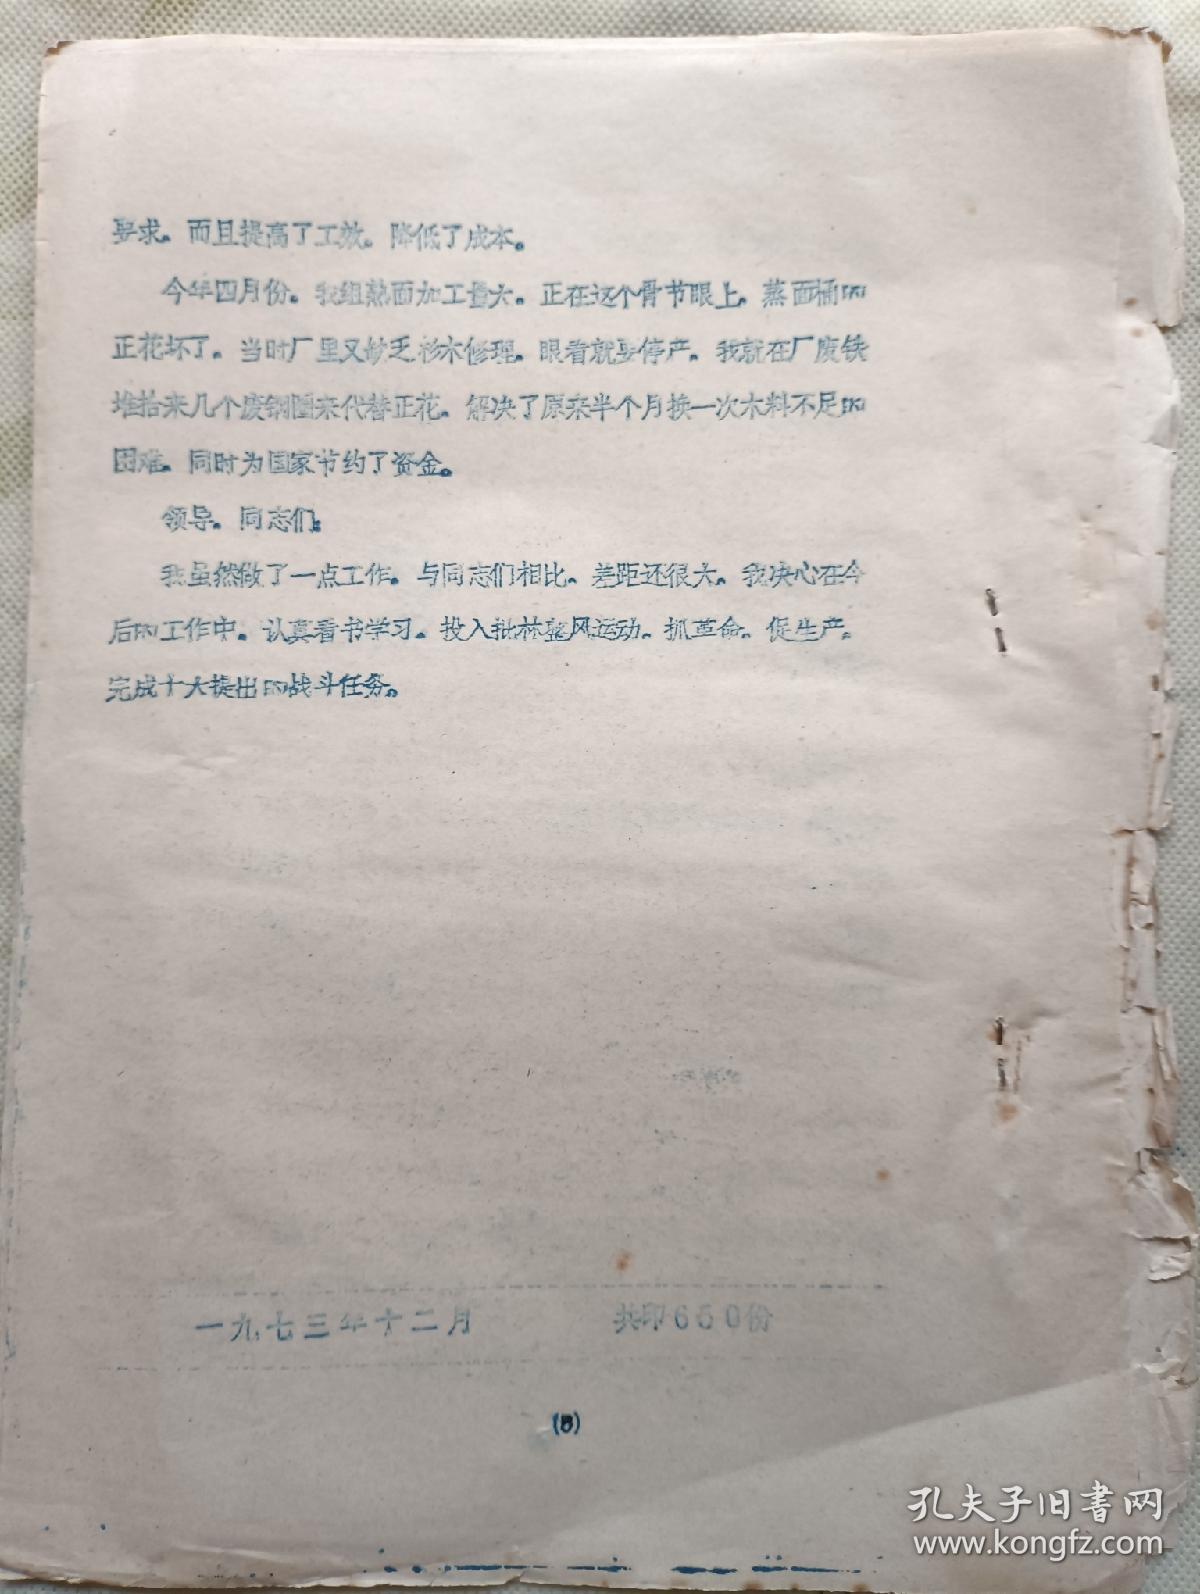 要求。而且提高了工效。降低了成本。
今年四月份。我组熟面加工量大。正在这个骨节眼上。蒸面桶的
正花坏了。当时厂里又缺乏杉木修理。眼看就要停产。我就在厂废铁
堆拾来几个废钢圈来代替正花。解决了原来半个月换一次木料不足的
困难。同时为国家节约了资金。
领导。同志们：
我虽然做了一点工作。与同志们相比。差距还很大。我决心在今
后的工作中。认真看书学习。投入批林整风运动。抓革命。促生产。
完成十大提出的战斗任务。
一九七三年十二月 共印650份
(5)
孔夫子旧书网
www.kongfz.com